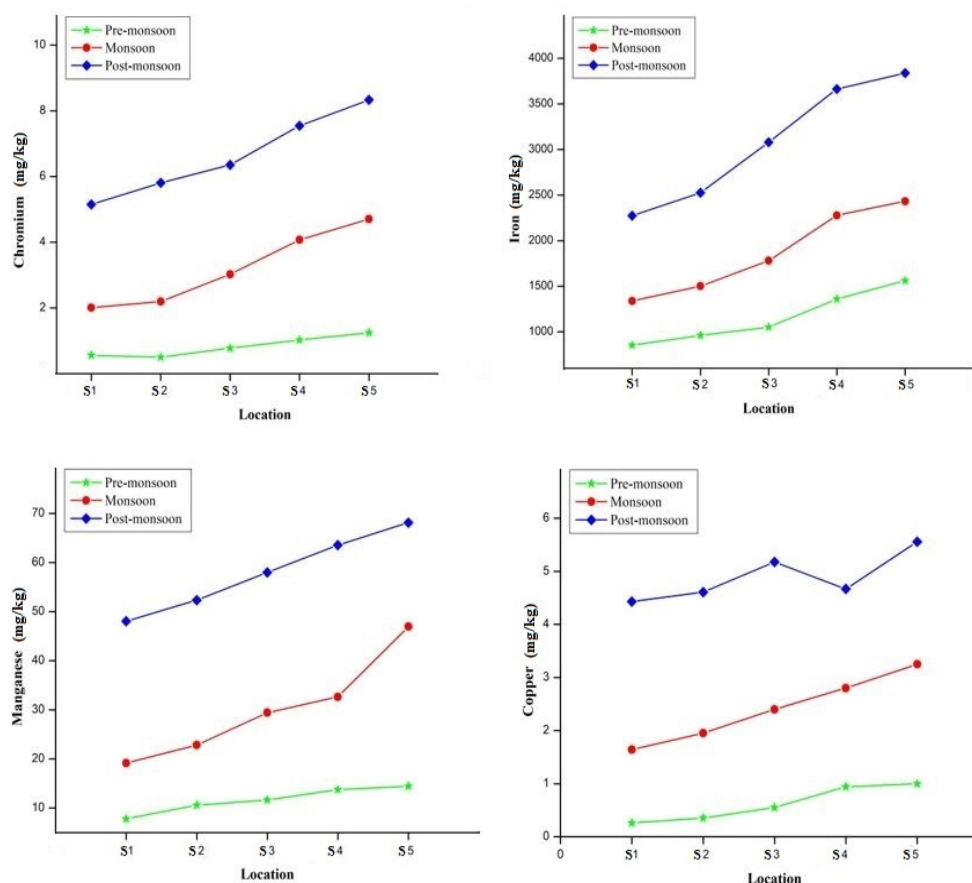 Pre-monsoon
Monsoon
Post-monsoon
10
8
6
4
2
Chromium (mg/kg)
S1 S2 S3 S4 S5
Location
Pre-monsoon
Monsoon
Post-monsoon
4000
3500
3000
2500
2000
1500
1000
Iron (mg/kg)
S1 S2 S3 S4 S5
Location
Pre-monsoon
Monsoon
Post-monsoon
70
60
50
40
30
20
10
Manganese (mg/kg)
S1 S2 S3 S4 S5
Location
Pre-monsoon
Monsoon
Post-monsoon
6
5
4
3
2
1
0
Copper (mg/kg)
0 S1 S2 S3 S4 S5
Location